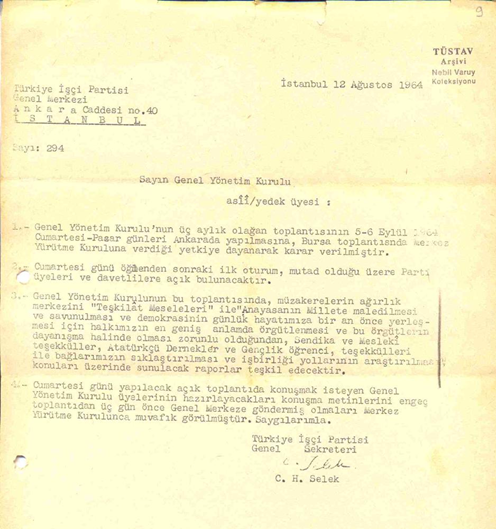 9
TÜSTAV
Arşivi
Nebil Varuy
Koleksiyonu
İstanbul 12 Ağustos 1964
Türkiye İşçi Partisi
Genel Merkezi
A n k a r a Caddesi no.40
İ S T A N B U L
Sayı: 294
Sayın Genel Yönetim Kurulu
asîî/yedek üyesi :
1.- Genel Yönetim Kurulu'nun üç aylık olağan toplantısının 5-6 Eylül 1964
Cumartesi-Pazar günleri Ankarada yapılmasına, Bursa toplantısında Merkez
Yürütme Kuruluna verdiği yetkiye dayanarak karar verilmiştir.
2.- Cumartesi günü öğlenden sonraki ilk oturum, mutad olduğu üzere Parti
üyeleri ve davetlilere açık bulunacaktır.
3.- Genel Yönetim Kurulunun bu toplantısında, müzakerelerin ağırlık
merkezini "Teşkilât Meseleleri" ile"Anayasanın Millete maledilmesi
ve savunulması ve demokrasinin günlük hayatımıza bir an önce yerleş-
mesi için halkımızın en geniş anlamda örgütlenmesi ve bu örgütlerin
dayanışma halinde olması zorunlu olduğundan, Sendika ve Meslekî
teşekküller, Atatürkçü Dernekler ve Gençlik öğrenci, teşekkülleri
ile bağlarımızın sıklaştırılması ve işbirliği yollarının araştırılması"
konuları üzerinde sunulacak raporlar teşkil edecektir.
4.- Cumartesi günü yapılacak açık toplantıda konuşmak isteyen Genel
Yönetim Kurulu üyelerinin hazırlayacakları konuşma metinlerini engeç
toplantıdan üç gün önce Genel Merkeze göndermiş olmaları Merkez
Yürütme Kurulunca muvafık görülmüştür. Saygılarımla.
Türkiye İşçi Partisi
Genel Sekreteri
C. Selek
C. H. Selek